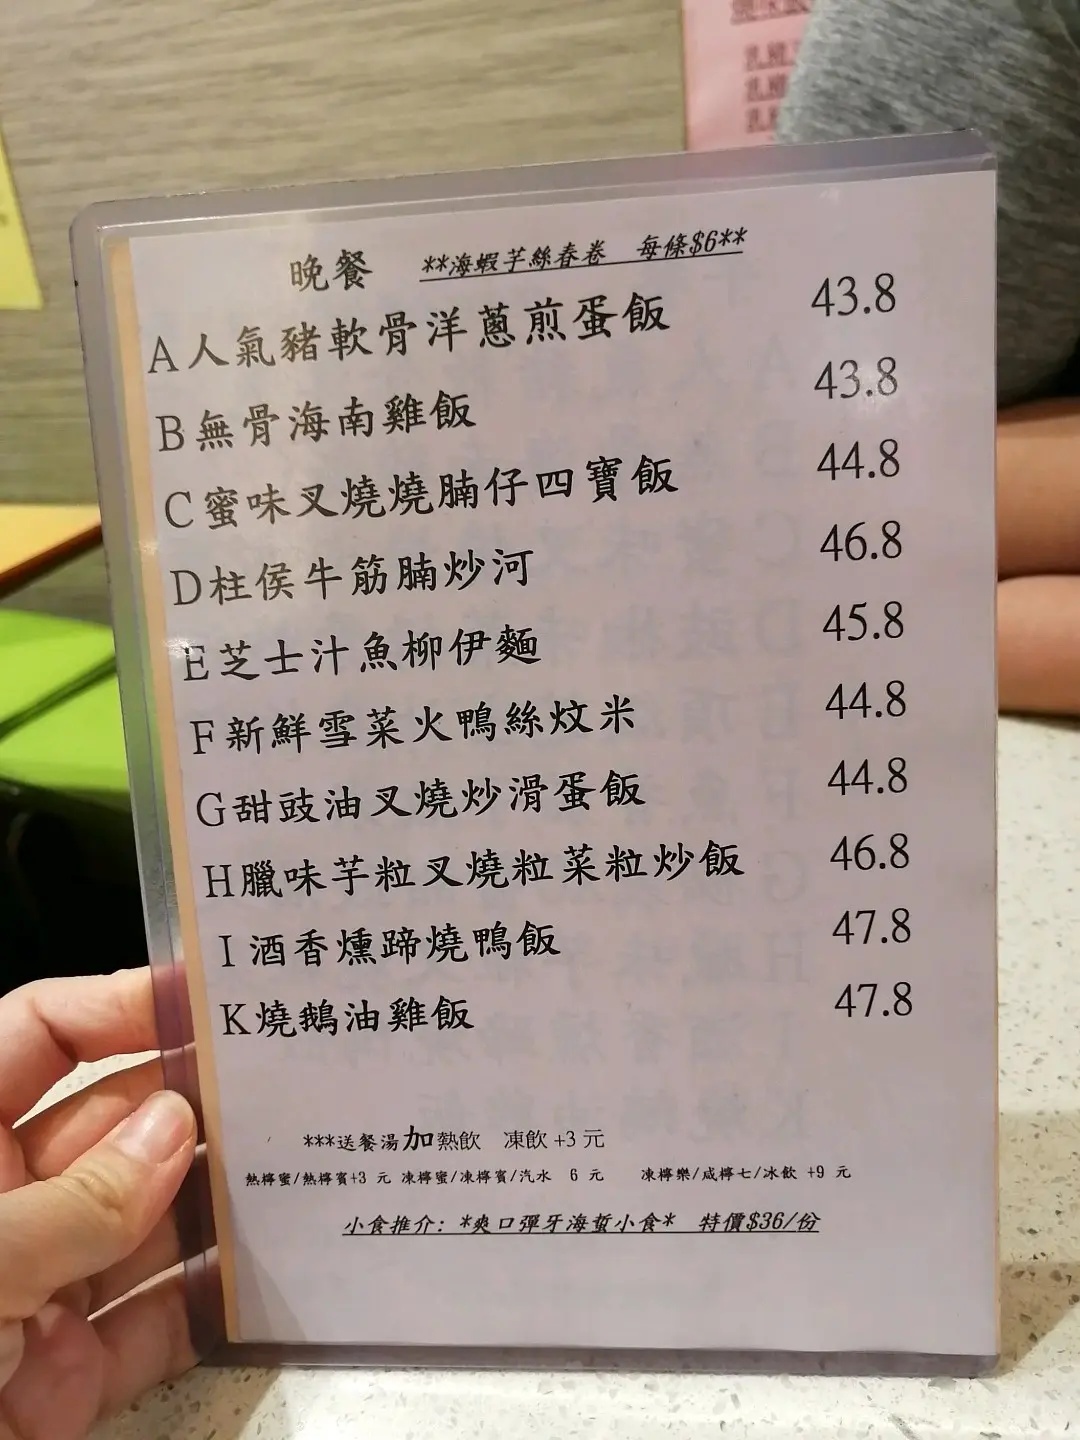 晚餐 **海蝦芋絲春卷 每條$6**
A人氣豬軟骨洋蔥煎蛋飯 43.8
B無骨海南雞飯 43.8
C蜜味叉燒燒腩仔四寶飯 44.8
D柱侯牛筋腩炒河 46.8
E芝士汁魚柳伊麵 45.8
F新鮮雪菜火鴨絲炆米 44.8
G甜豉油叉燒炒滑蛋飯 44.8
H臘味芋粒叉燒粒菜粒炒飯 46.8
I酒香燻蹄燒鴨飯 47.8
K燒鵝油雞飯 47.8
***送餐湯加熱飲 凍飲+3元
熱檸蜜/熱檸賓+3 元 凍檸蜜/凍檸賓/汽水 6 元 凍檸樂/咸檸七/冰飲 +9 元
小食推介: *爽口彈牙海蜇小食* 特價$36/份